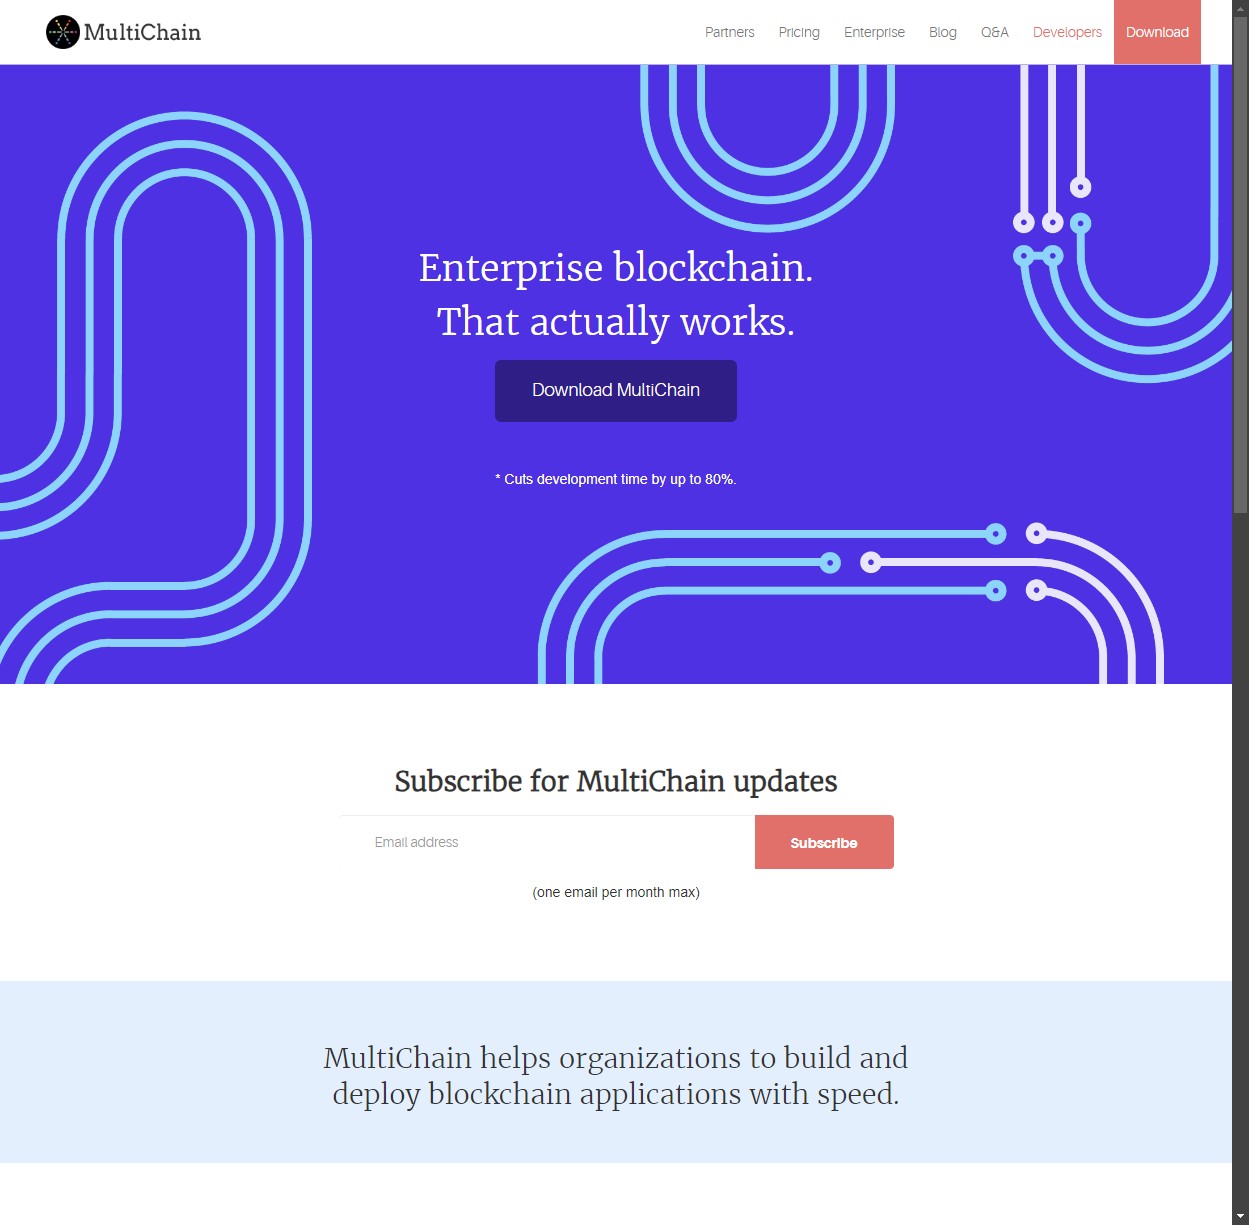 MultiChain
Partners
Pricing
Enterprise
Blog
Q&A
Developers
Download
Enterprise blockchain.
That actually works.
Download MultiChain
* Cuts development time by up to 80%.
Subscribe for MultiChain updates
Email address
Subscribe
(one email per month max)
MultiChain helps organizations to build and
deploy blockchain applications with speed.